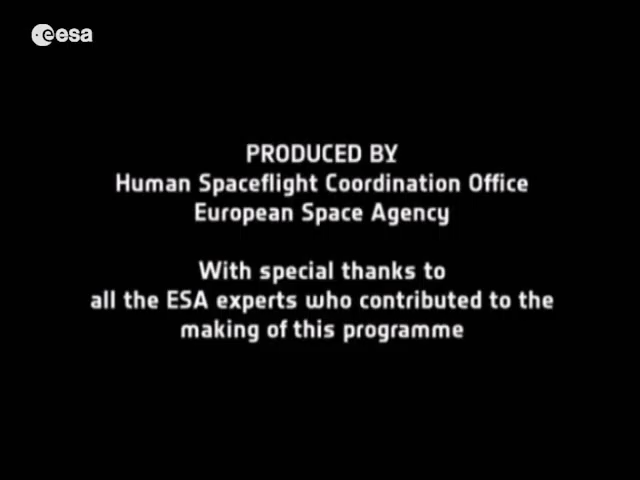 esa
PRODUCED BY
Human Spaceflight Coordination Office
European Space Agency
With special thanks to
all the ESA experts who contributed to the
making of this programme